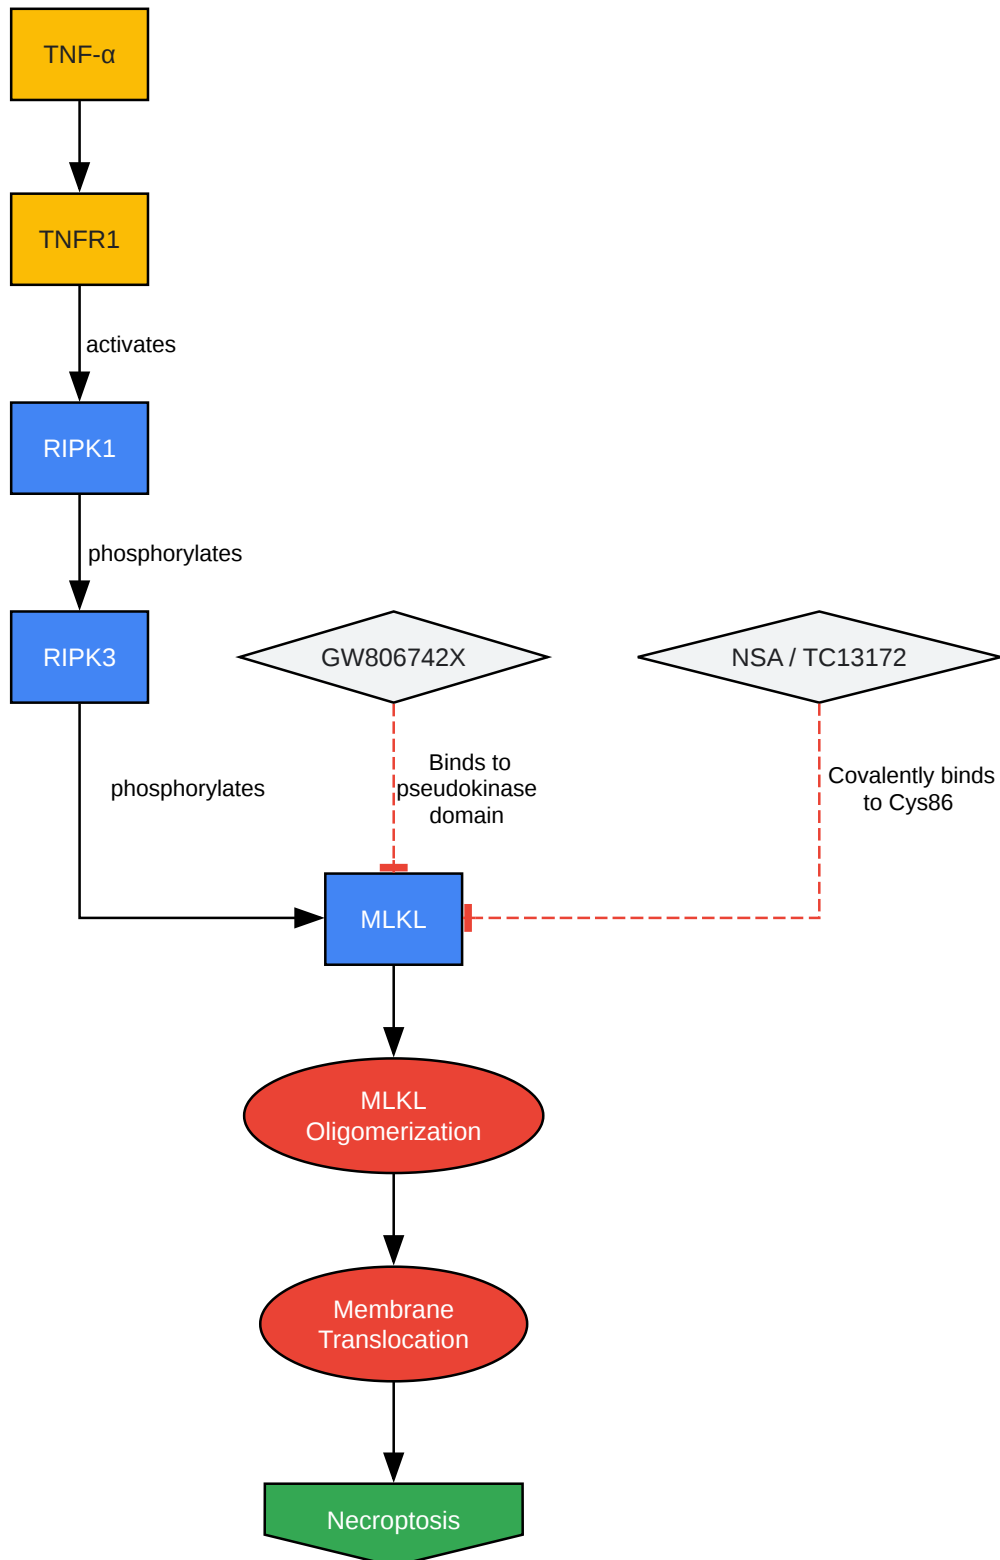 TNF-α
TNFR1
activates
RIPK1
phosphorylates
RIPK3
GW806742X
NSA / TC13172
phosphorylates
Binds to
pseudokinase
domain
Covalently binds
to Cys86
MLKL
MLKL
Oligomerization
Membrane
Translocation
Necroptosis